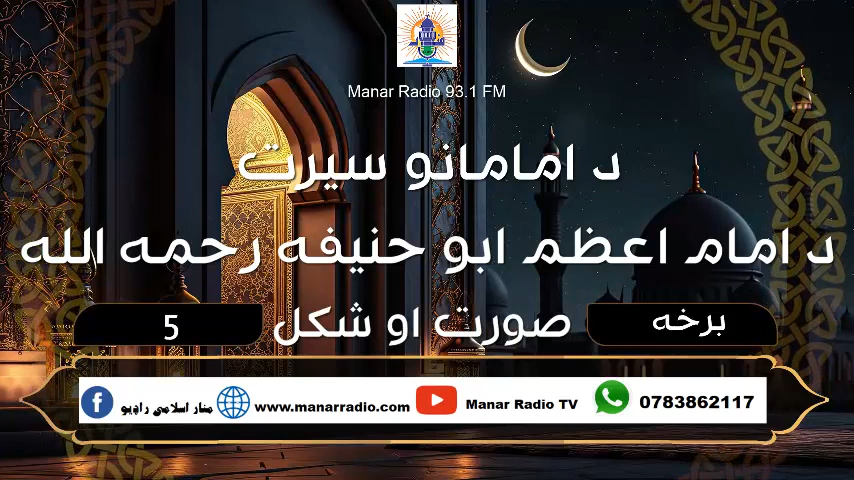 Manar Radio 93.1 FM
د امامانو سیرت
د امام اعظم ابو حنیفه رحمه الله
صورت او شکل
برخه
5
منار اسلامي راډیو www.manarradio.com Manar Radio TV 0783862117